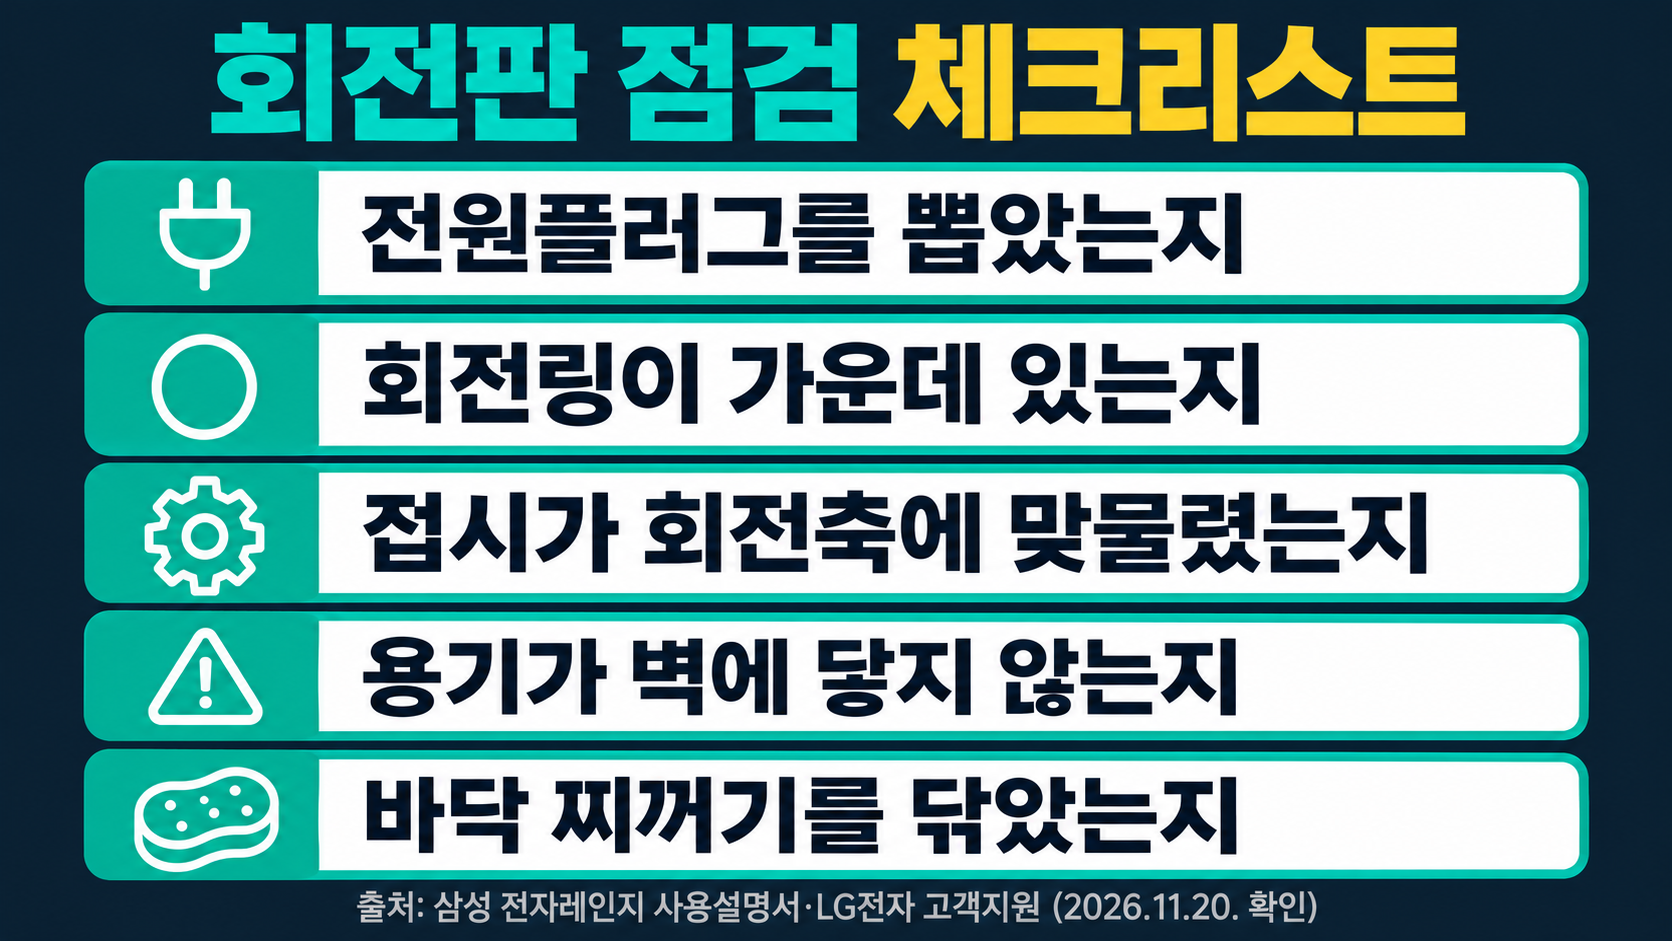 회전판 점검 체크리스트
전원플러그를 뽑았는지
회전링이 가운데 있는지
접시가 회전축에 맞물렸는지
용기가 벽에 닿지 않는지
바닥 찌꺼기를 닦았는지
출처: 삼성 전자레인지 사용설명서·LG전자 고객지원 (2026.11.20. 확인)